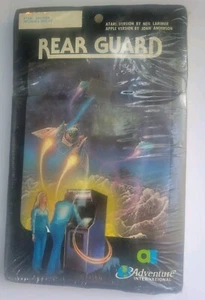 ATARI VERSION BY NEIL LARIMER
APPLE VERSION BY JOHN ANDERSON
REAR GUARD
Adventure
INTERNATIONAL